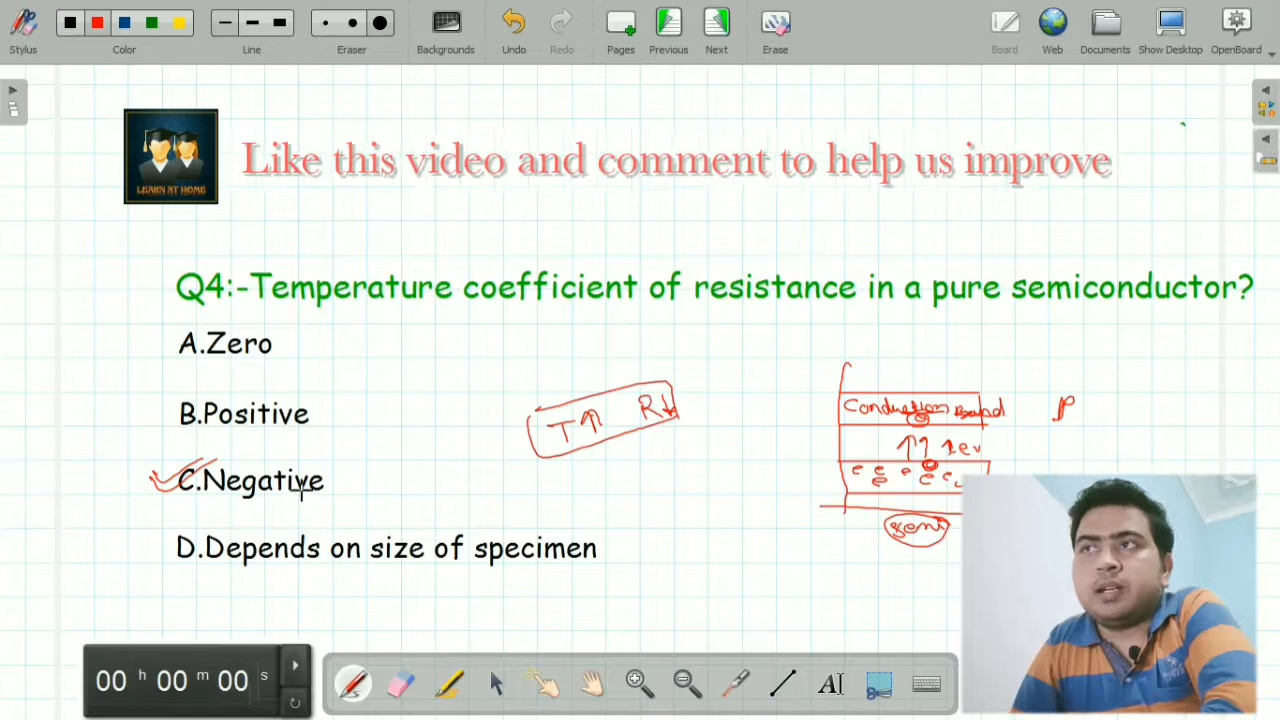 Stylus
Color
Line
Eraser
Backgrounds
Undo
Redo
Pages
Previous
Next
Erase
Board
Web
Documents
Show Desktop
OpenBoard
LEARN AT HOME
Like this video and comment to help us improve
Q4:-Temperature coefficient of resistance in a pure semiconductor?
A.Zero
B.Positive
C.Negative
D.Depends on size of specimen
T↑ R↓
Conduction Band
P
↑↑ 1ev
e e e e e
semi
00 h 00 m 00 s